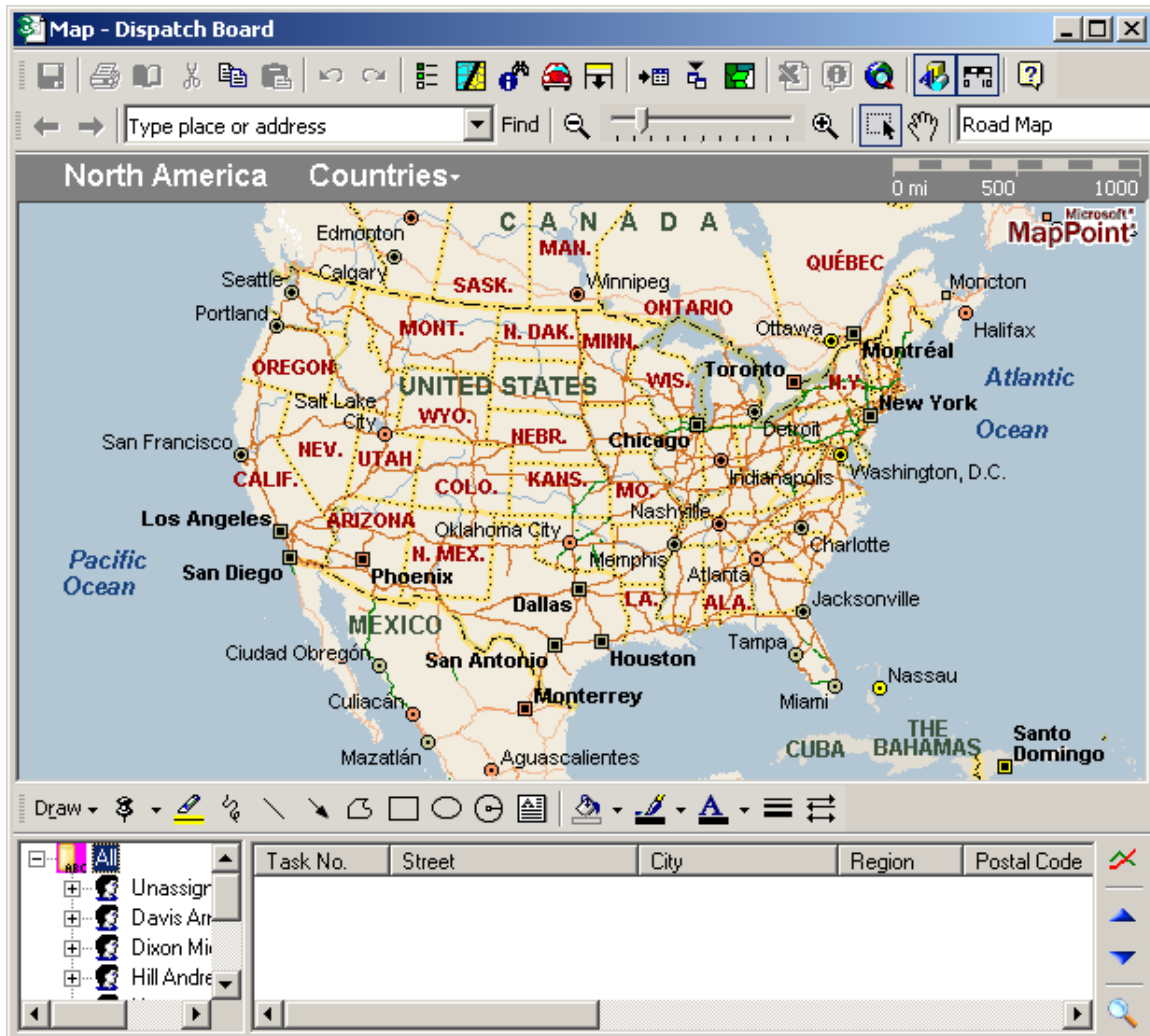 Map - Dispatch Board
Type place or address
Find
Road Map
North America Countries
0 mi 500 1000
Microsoft®
MapPoint®
CANADA
Edmonton
MAN.
QUÉBEC
Seattle
Calgary
SASK.
Winnipeg
Moncton
Portland
ONTARIO
MONT.
N. DAK.
MINN.
Ottawa
Halifax
Montréal
OREGON
WIS.
Toronto
N.Y.
Atlantic
Ocean
UNITED STATES
Salt Lake
City
WYO.
New York
San Francisco
NEV.
UTAH
NEBR.
Chicago
Detroit
CALIF.
COLO.
KANS.
MO.
Indianapolis
Washington, D.C.
Los Angeles
ARIZONA
Oklahoma City
Nashville
Pacific
Ocean
San Diego
Phoenix
N. MEX.
Memphis
Charlotte
Atlanta
Dallas
LA.
ALA.
Jacksonville
MEXICO
Ciudad Obregón
San Antonio
Houston
Tampa
Nassau
Culiacán
Monterrey
Miami
Mazatlán
Aguascalientes
CUBA
THE
BAHAMAS
Santo
Domingo
Draw
All
Task No. Street City Region Postal Code
Unassigr
Davis Arr
Dixon Mi
Hill Andre